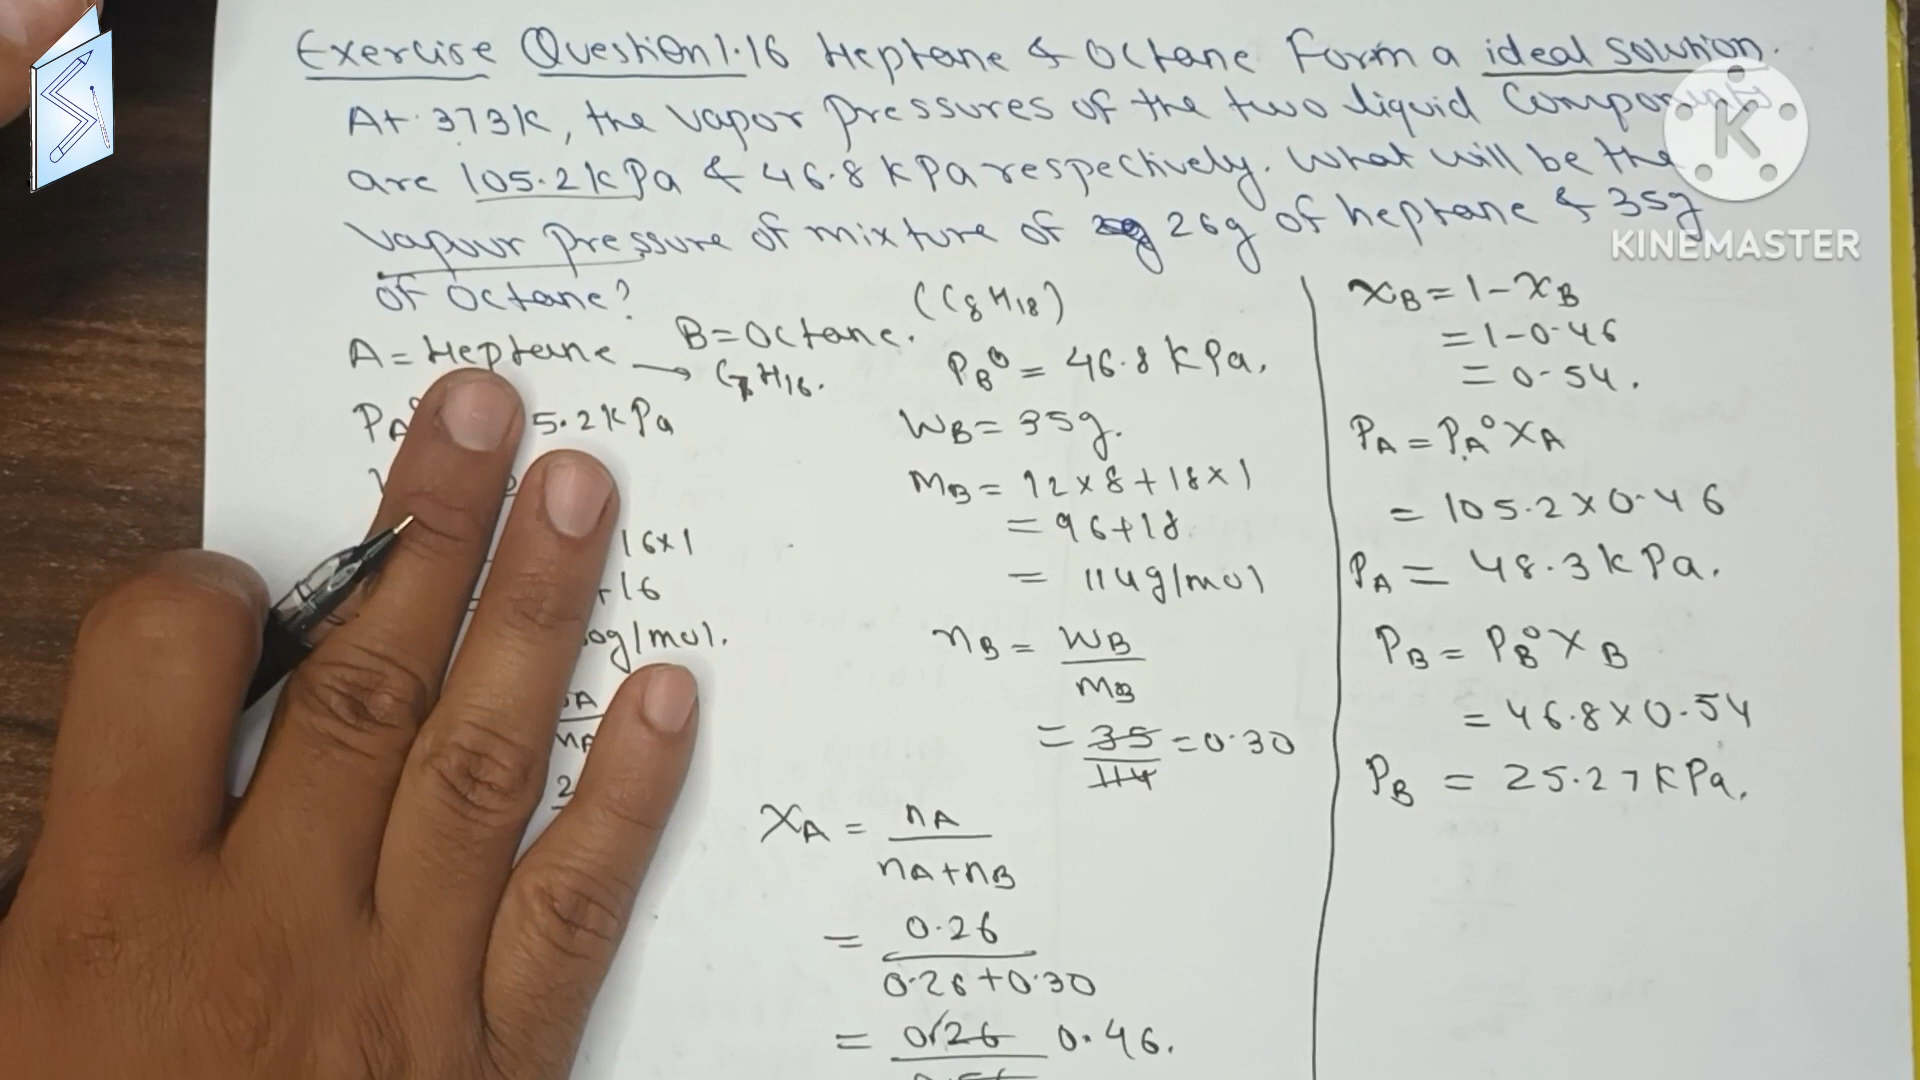 Exercise Question 1.16 Heptane & Octane Form a ideal solution.
At 373K, the vapor pressures of the two liquid Components
are 105.2 kPa & 46.8 kPa respectively. What will be the
vapour pressure of mixture of 26g of heptane & 35g
of Octane?
A = Heptane → C7H16.
5.2 kPa
16×1
+16
g/mol.
B = Octane. (C8H18)
PB° = 46.8 kPa.
WB = 35g.
MB = 12×8+18×1
= 96+18
= 114g/mol
nB = WB/MB
= 35/114 = 0.30
XA = nA/nA+nB
= 0.26/0.26+0.30
= 0.26 0.46.
XB = 1-XB
= 1-0.46
= 0.54.
PA = PA° XA
= 105.2×0.46
PA = 48.3 kPa.
PB = PB° XB
= 46.8×0.54
PB = 25.27 kPa.
K
KINEMASTER